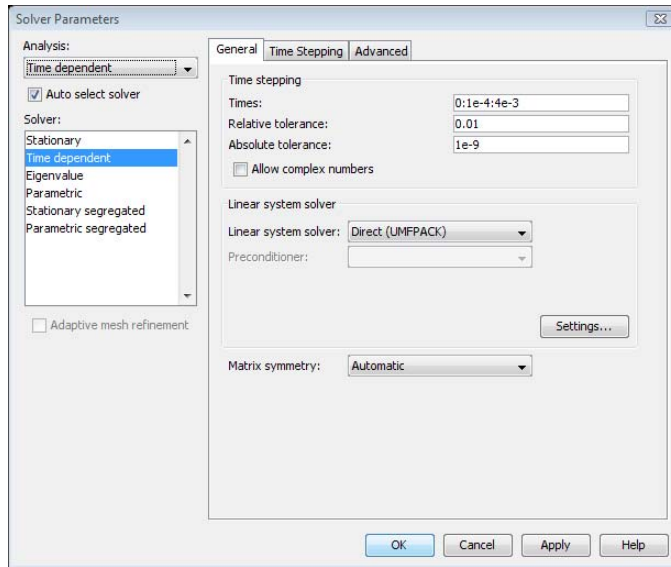 Solver Parameters
Analysis:
Time dependent
Auto select solver
Solver:
Stationary
Time dependent
Eigenvalue
Parametric
Stationary segregated
Parametric segregated
Adaptive mesh refinement
General Time Stepping Advanced
Time stepping
Times: 0:1e-4:4e-3
Relative tolerance: 0.01
Absolute tolerance: 1e-9
Allow complex numbers
Linear system solver
Linear system solver: Direct (UMFPACK)
Preconditioner:
Settings...
Matrix symmetry: Automatic
OK Cancel Apply Help